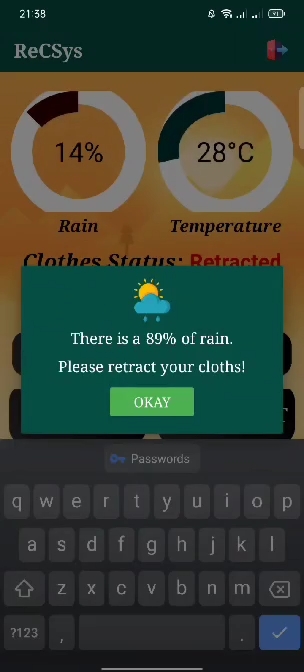 21:38
91
ReCSys
14%
28°C
Rain
Temperature
Clothes Status: Retracted
There is a 89% of rain.
Please retract your cloths!
OKAY
Passwords
q w e r t y u i o p
a s d f g h j k l
z x c v b n m
?123 , .